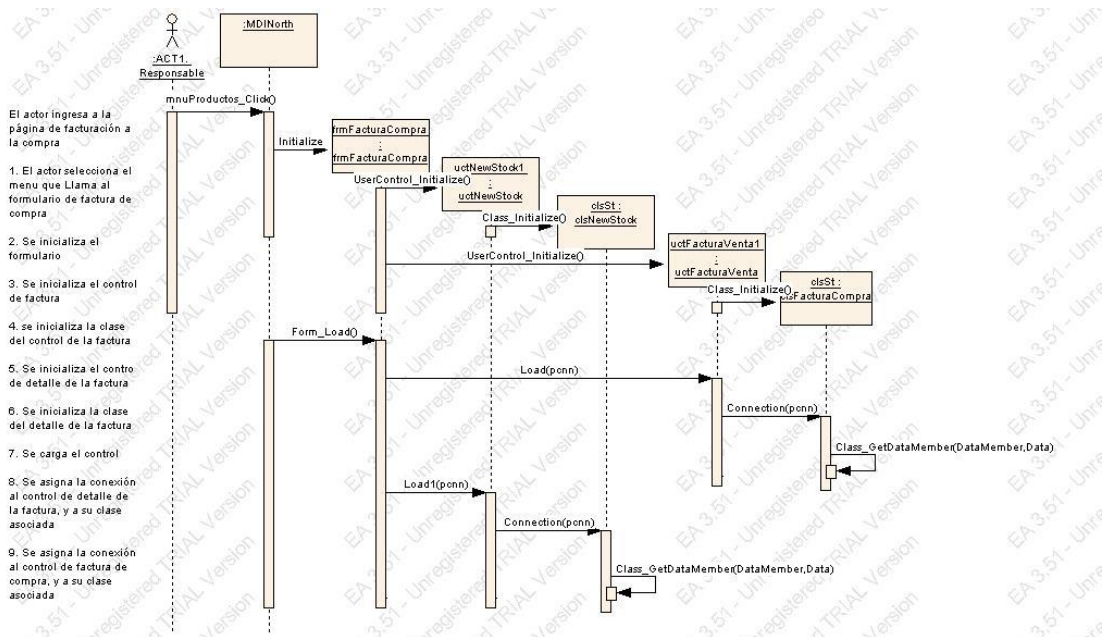 :MDINorth
:ACT1.
Responsable
mnuProductos_Click()
El actor ingresa a la
página de facturación a
la compra
1. El actor selecciona el
menu que Llama al
formulario de factura de
compra
2. Se inicializa el
formulario
3. Se inicializa el control
de factura
4. se inicializa la clase
del control de la factura
5. Se inicializa el contro
de detalle de la factura
6. Se inicializa la clase
del detalle de la factura
7. Se carga el control
8. Se asigna la conexión
al control de detalle de
la factura, y a su clase
asociada
9. Se asigna la conexión
al control de factura de
compra, y a su clase
asociada
Initialize
frmFacturaCompra
:
frmFacturaCompra
UserControl_Initialize()
uctNewStock1
:
uctNewStock
Class_Initialize()
clsSt :
clsNewStock
UserControl_Initialize()
uctFacturaVenta1
:
uctFacturaVenta
Class_Initialize()
clsSt :
clsFacturaCompra
Form_Load()
Load(pcnn)
Connection(pcnn)
Class_GetDataMember(DataMember,Data)
Load1(pcnn)
Connection(pcnn)
Class_GetDataMember(DataMember,Data)
EA 3.51 - Unregistered TRIAL Version